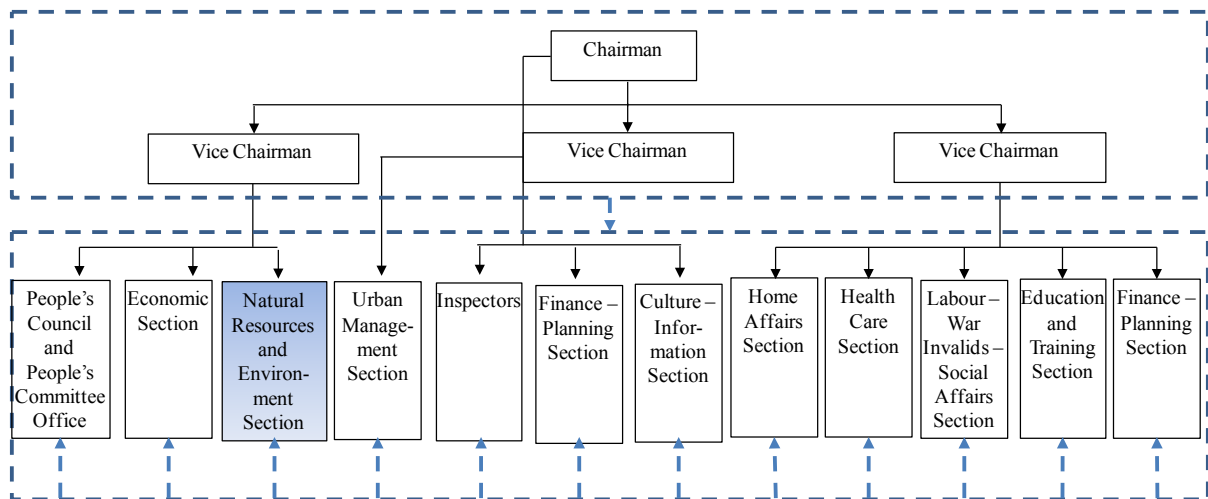 Chairman
Vice Chairman
Vice Chairman
Vice Chairman
People's
Council
and
People's
Committee
Office
Economic
Section
Natural
Resources
and
Environ-
ment
Section
Urban
Manage-
ment
Section
Inspectors
Finance –
Planning
Section
Culture –
Infor-
mation
Section
Home
Affairs
Section
Health
Care
Section
Labour –
War
Invalids –
Social
Affairs
Section
Education
and
Training
Section
Finance –
Planning
Section